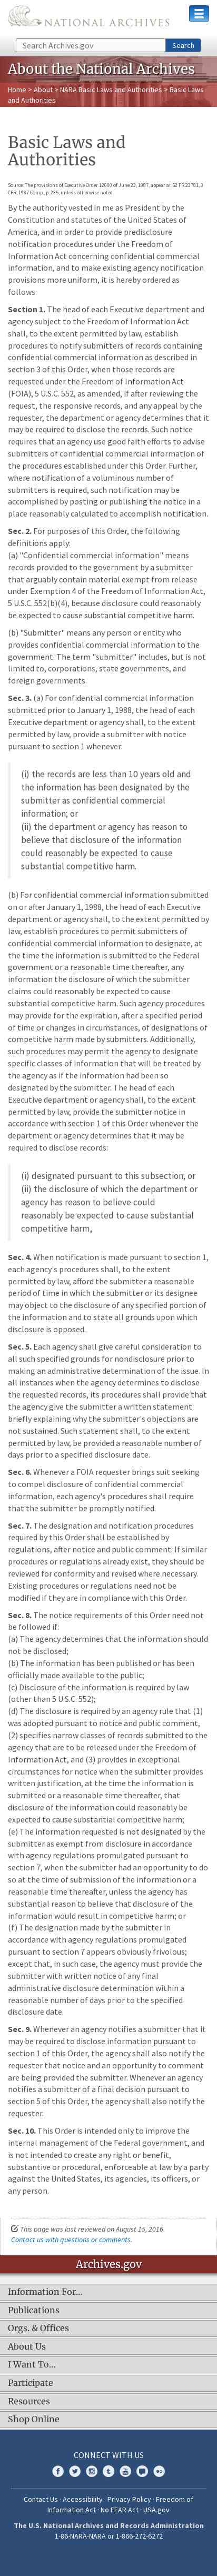 NATIONAL ARCHIVES
Search Archives.gov
Search
About the National Archives
Home > About > NARA Basic Laws and Authorities > Basic Laws
and Authorities
Basic Laws and
Authorities
Source: The provisions of Executive Order 12600 of June 23, 1987, appear at 52 FR 23781, 3
CFR, 1987 Comp., p. 235, unless otherwise noted.
By the authority vested in me as President by the
Constitution and statutes of the United States of
America, and in order to provide predisclosure
notification procedures under the Freedom of
Information Act concerning confidential commercial
information, and to make existing agency notification
provisions more uniform, it is hereby ordered as
follows:
Section 1. The head of each Executive department and
agency subject to the Freedom of Information Act
shall, to the extent permitted by law, establish
procedures to notify submitters of records containing
confidential commercial information as described in
section 3 of this Order, when those records are
requested under the Freedom of Information Act
(FOIA), 5 U.S.C. 552, as amended, if after reviewing the
request, the responsive records, and any appeal by the
requester, the department or agency determines that it
may be required to disclose the records. Such notice
requires that an agency use good faith efforts to advise
submitters of confidential commercial information of
the procedures established under this Order. Further,
where notification of a voluminous number of
submitters is required, such notification may be
accomplished by posting or publishing the notice in a
place reasonably calculated to accomplish notification.
Sec. 2. For purposes of this Order, the following
definitions apply:
(a) "Confidential commercial information" means
records provided to the government by a submitter
that arguably contain material exempt from release
under Exemption 4 of the Freedom of Information Act,
5 U.S.C. 552(b)(4), because disclosure could reasonably
be expected to cause substantial competitive harm.
(b) "Submitter" means any person or entity who
provides confidential commercial information to the
government. The term "submitter" includes, but is not
limited to, corporations, state governments, and
foreign governments.
Sec. 3. (a) For confidential commercial information
submitted prior to January 1, 1988, the head of each
Executive department or agency shall, to the extent
permitted by law, provide a submitter with notice
pursuant to section 1 whenever:
(i) the records are less than 10 years old and
the information has been designated by the
submitter as confidential commercial
information; or
(ii) the department or agency has reason to
believe that disclosure of the information
could reasonably be expected to cause
substantial competitive harm.
(b) For confidential commercial information submitted
on or after January 1, 1988, the head of each Executive
department or agency shall, to the extent permitted by
law, establish procedures to permit submitters of
confidential commercial information to designate, at
the time the information is submitted to the Federal
government or a reasonable time thereafter, any
information the disclosure of which the submitter
claims could reasonably be expected to cause
substantial competitive harm. Such agency procedures
may provide for the expiration, after a specified period
of time or changes in circumstances, of designations of
competitive harm made by submitters. Additionally,
such procedures may permit the agency to designate
specific classes of information that will be treated by
the agency as if the information had been so
designated by the submitter. The head of each
Executive department or agency shall, to the extent
permitted by law, provide the submitter notice in
accordance with section 1 of this Order whenever the
department or agency determines that it may be
required to disclose records:
(i) designated pursuant to this subsection; or
(ii) the disclosure of which the department or
agency has reason to believe could
reasonably be expected to cause substantial
competitive harm,
Sec. 4. When notification is made pursuant to section 1,
each agency's procedures shall, to the extent
permitted by law, afford the submitter a reasonable
period of time in which the submitter or its designee
may object to the disclosure of any specified portion of
the information and to state all grounds upon which
disclosure is opposed.
Sec. 5. Each agency shall give careful consideration to
all such specified grounds for nondisclosure prior to
making an administrative determination of the issue. In
all instances when the agency determines to disclose
the requested records, its procedures shall provide that
the agency give the submitter a written statement
briefly explaining why the submitter's objections are
not sustained. Such statement shall, to the extent
permitted by law, be provided a reasonable number of
days prior to a specified disclosure date.
Sec. 6. Whenever a FOIA requester brings suit seeking
to compel disclosure of confidential commercial
information, each agency's procedures shall require
that the submitter be promptly notified.
Sec. 7. The designation and notification procedures
required by this Order shall be established by
regulations, after notice and public comment. If similar
procedures or regulations already exist, they should be
reviewed for conformity and revised where necessary.
Existing procedures or regulations need not be
modified if they are in compliance with this Order.
Sec. 8. The notice requirements of this Order need not
be followed if:
(a) The agency determines that the information should
not be disclosed;
(b) The information has been published or has been
officially made available to the public;
(c) Disclosure of the information is required by law
(other than 5 U.S.C. 552);
(d) The disclosure is required by an agency rule that (1)
was adopted pursuant to notice and public comment,
(2) specifies narrow classes of records submitted to the
agency that are to be released under the Freedom of
Information Act, and (3) provides in exceptional
circumstances for notice when the submitter provides
written justification, at the time the information is
submitted or a reasonable time thereafter, that
disclosure of the information could reasonably be
expected to cause substantial competitive harm;
(e) The information requested is not designated by the
submitter as exempt from disclosure in accordance
with agency regulations promulgated pursuant to
section 7, when the submitter had an opportunity to do
so at the time of submission of the information or a
reasonable time thereafter, unless the agency has
substantial reason to believe that disclosure of the
information would result in competitive harm; or
(f) The designation made by the submitter in
accordance with agency regulations promulgated
pursuant to section 7 appears obviously frivolous;
except that, in such case, the agency must provide the
submitter with written notice of any final
administrative disclosure determination within a
reasonable number of days prior to the specified
disclosure date.
Sec. 9. Whenever an agency notifies a submitter that it
may be required to disclose information pursuant to
section 1 of this Order, the agency shall also notify the
requester that notice and an opportunity to comment
are being provided the submitter. Whenever an agency
notifies a submitter of a final decision pursuant to
section 5 of this Order, the agency shall also notify the
requester.
Sec. 10. This Order is intended only to improve the
internal management of the Federal government, and
is not intended to create any right or benefit,
substantive or procedural, enforceable at law by a party
against the United States, its agencies, its officers, or
any person.
This page was last reviewed on August 15, 2016.
Contact us with questions or comments.
Archives.gov
Information For…
Publications
Orgs. & Offices
About Us
I Want To…
Participate
Resources
Shop Online
CONNECT WITH US
Contact Us · Accessibility · Privacy Policy · Freedom of
Information Act · No FEAR Act · USA.gov
The U.S. National Archives and Records Administration
1-86-NARA-NARA or 1-866-272-6272